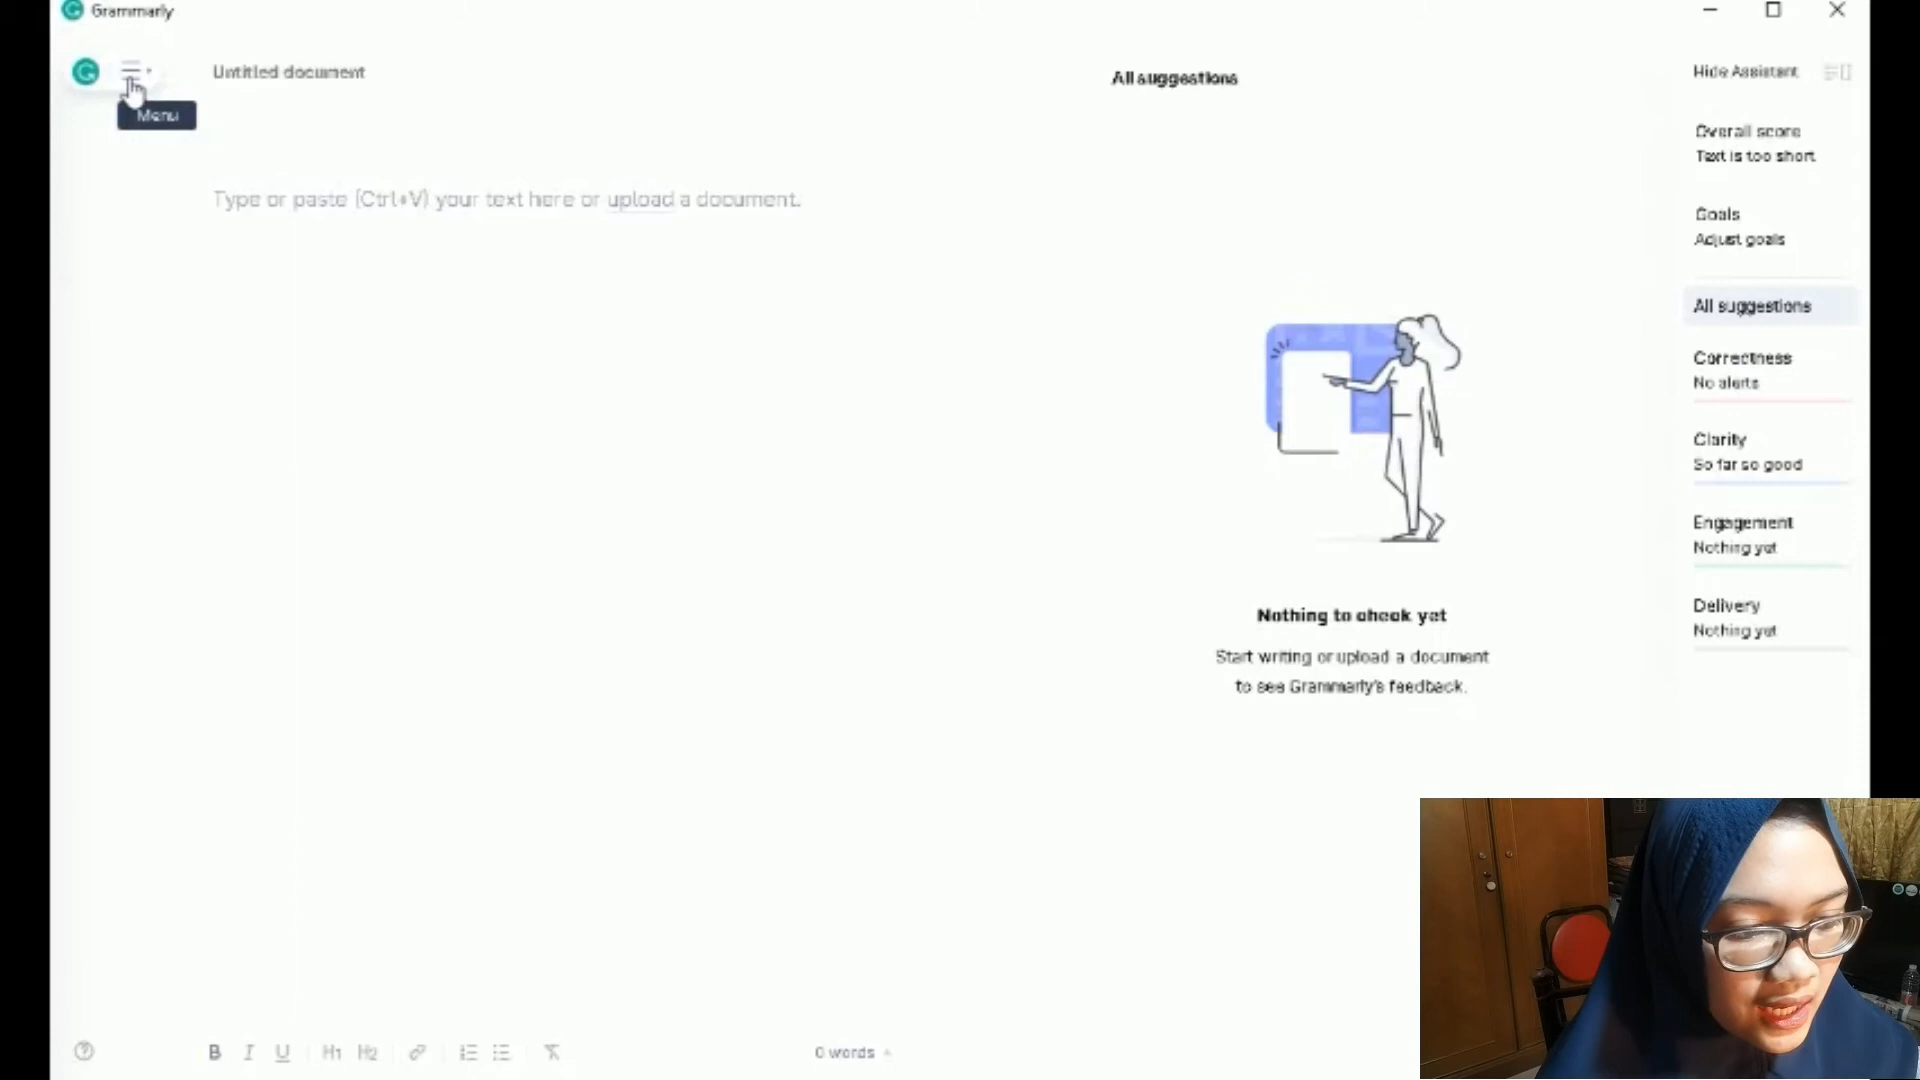 Grammarly
Untitled document
Menu
Type or paste (Ctrl+V) your text here or upload a document.
All suggestions
Nothing to check yet
Start writing or upload a document
to see Grammarly's feedback.
Hide Assistant
Overall score
Text is too short
Goals
Adjust goals
All suggestions
Correctness
No alerts
Clarity
So far so good
Engagement
Nothing yet
Delivery
Nothing yet
B I U H1 H2
0 words